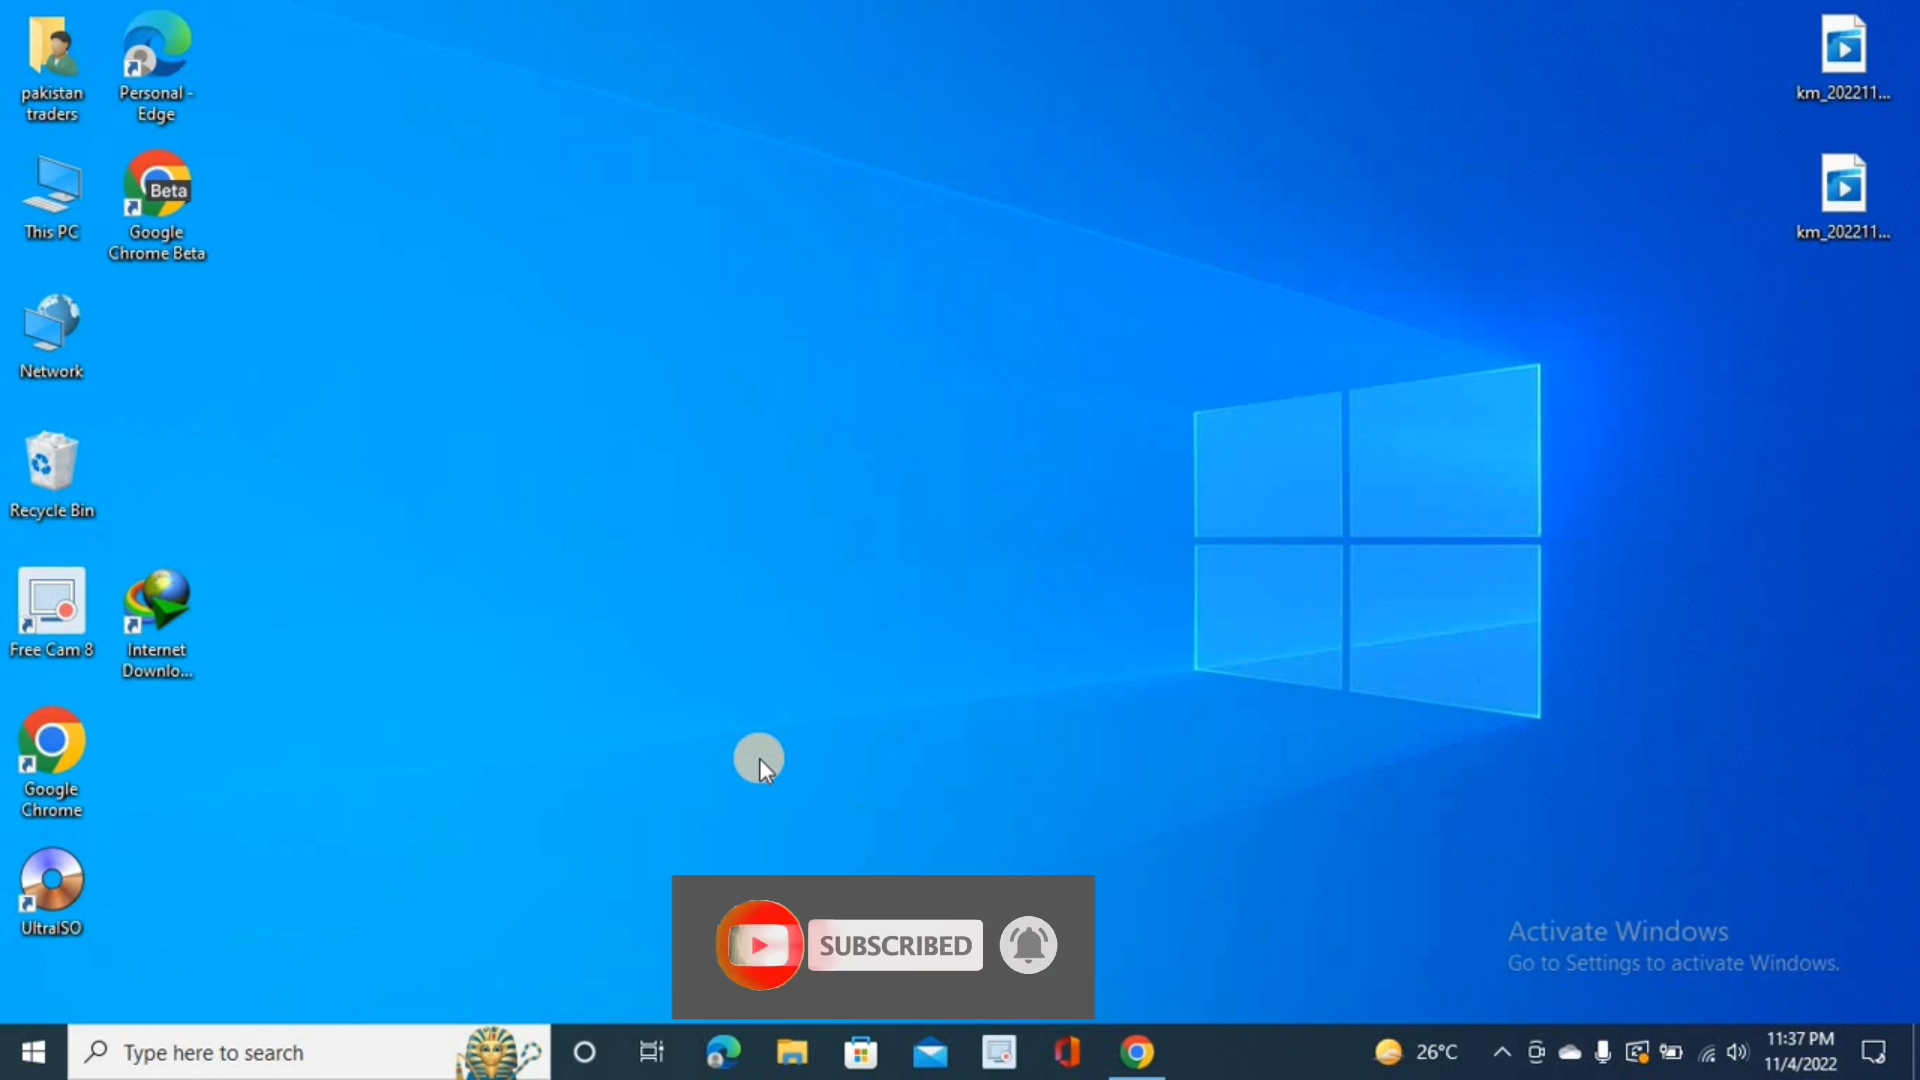 pakistan
traders
Personal -
Edge
This PC
Beta
Google
Chrome Beta
Network
Recycle Bin
Free Cam 8
Internet
Downlo...
Google
Chrome
UltraISO
km_202211...
km_202211...
SUBSCRIBED
Activate Windows
Go to Settings to activate Windows.
Type here to search
26°C
11:37 PM
11/4/2022